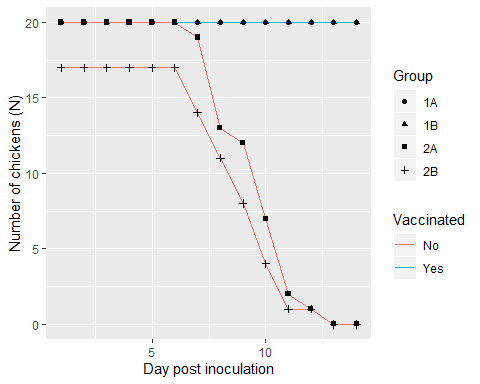 20
15
10
5
0
Number of chickens (N)
5
10
Day post inoculation
Group
1A
1B
2A
2B
Vaccinated
No
Yes